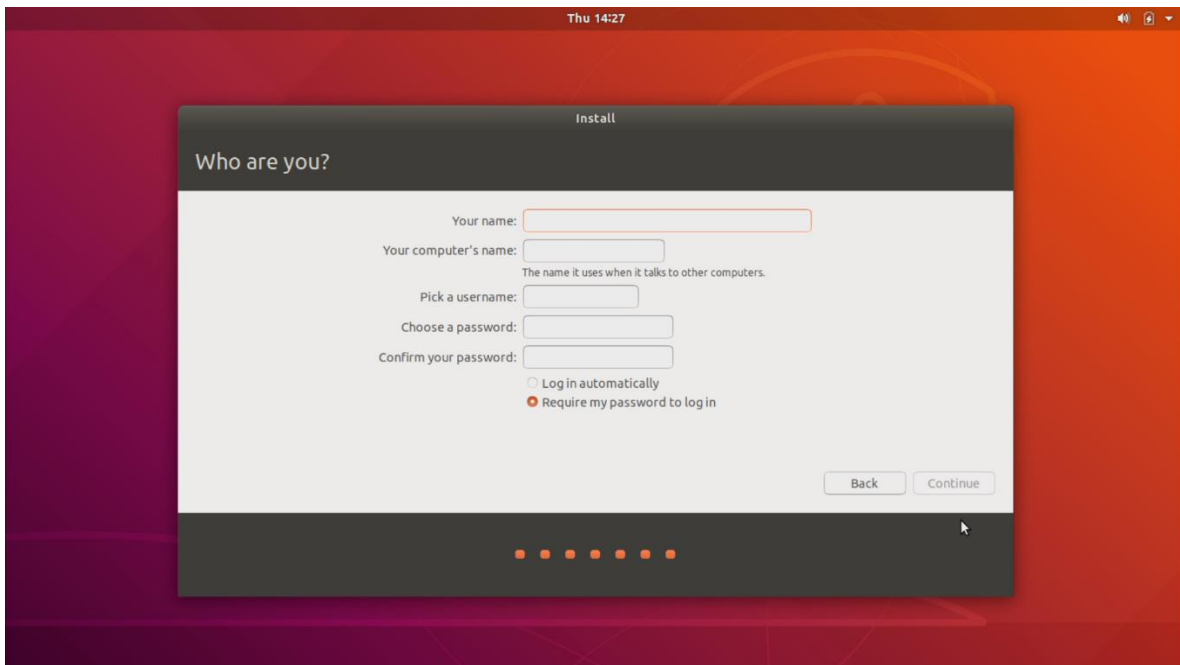 Thu 14:27
Install
Who are you?
Your name:
Your computer's name:
The name it uses when it talks to other computers.
Pick a username:
Choose a password:
Confirm your password:
Log in automatically
Require my password to log in
Back Continue